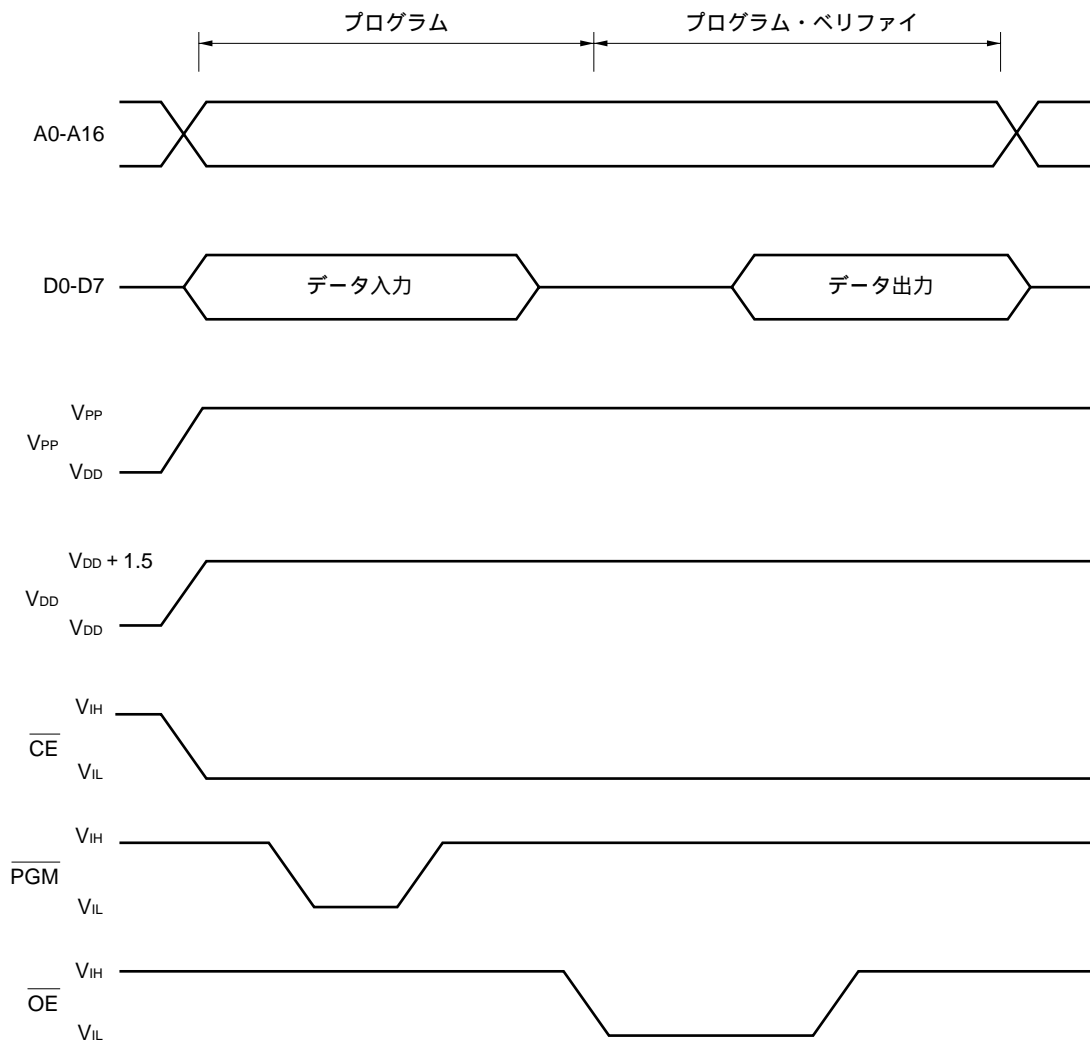 プログラム
プログラム・ベリファイ
A0-A16
D0-D7
データ入力
データ出力
VPP
VPP
VDD
VDD + 1.5
VDD
VDD
VIH
CE
VIL
VIH
PGM
VIL
VIH
OE
VIL